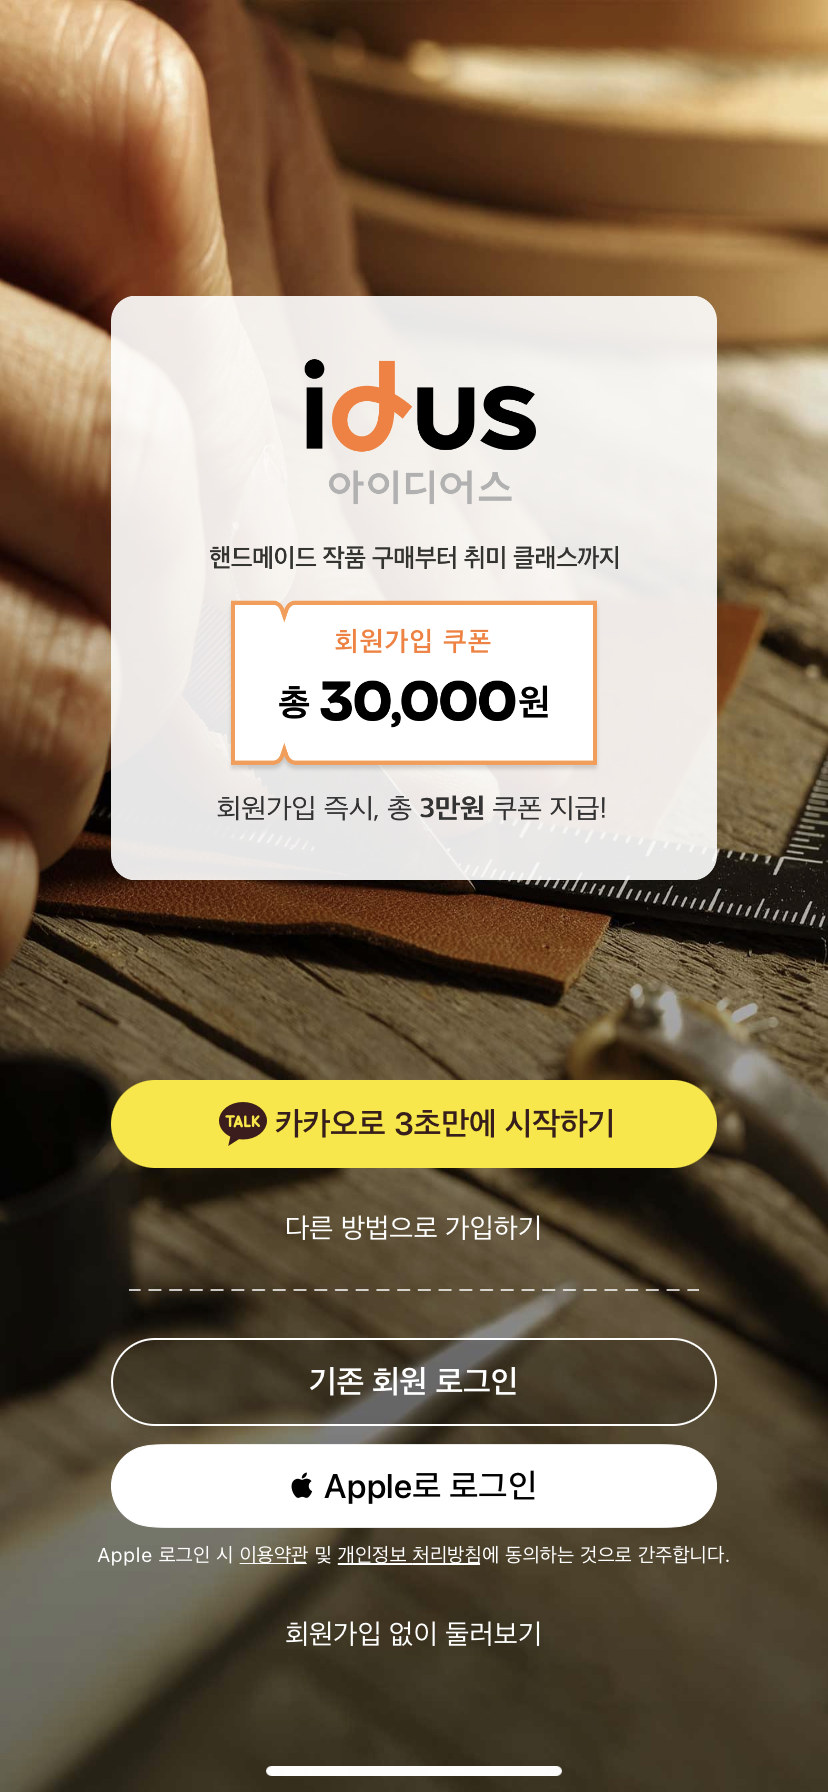 idus
아이디어스
핸드메이드 작품 구매부터 취미 클래스까지
회원가입 쿠폰
총 30,000원
회원가입 즉시, 총 3만원 쿠폰 지급!
TALK 카카오로 3초만에 시작하기
다른 방법으로 가입하기
기존 회원 로그인
Apple로 로그인
Apple 로그인 시 이용약관 및 개인정보 처리방침에 동의하는 것으로 간주합니다.
회원가입 없이 둘러보기